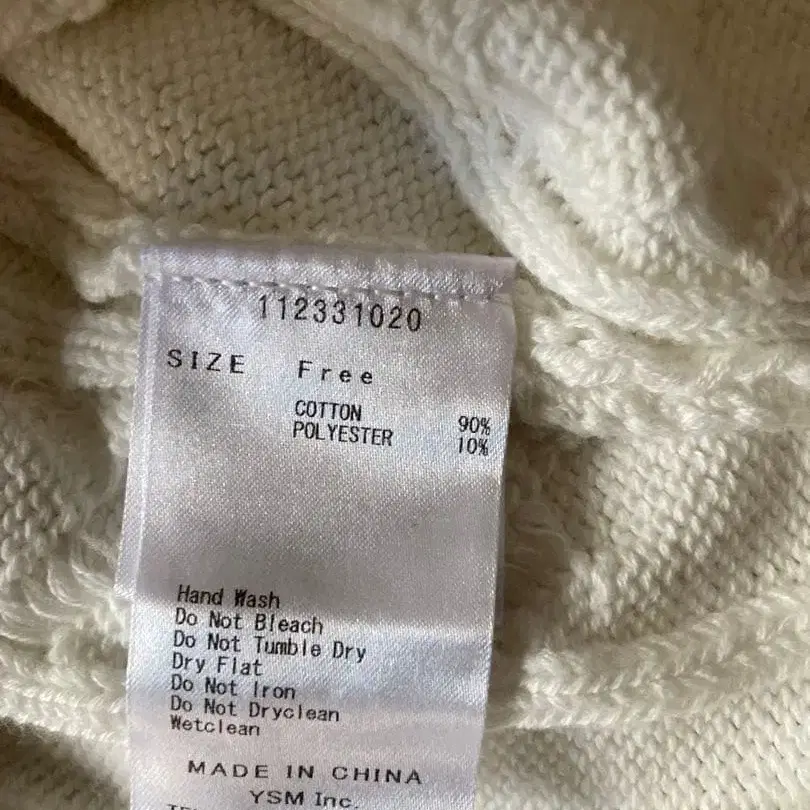 112331020
SIZE Free
COTTON 90%
POLYESTER 10%
Hand Wash
Do Not Bleach
Do Not Tumble Dry
Dry Flat
Do Not Iron
Do Not Dryclean
Wetclean
MADE IN CHINA
YSM Inc.